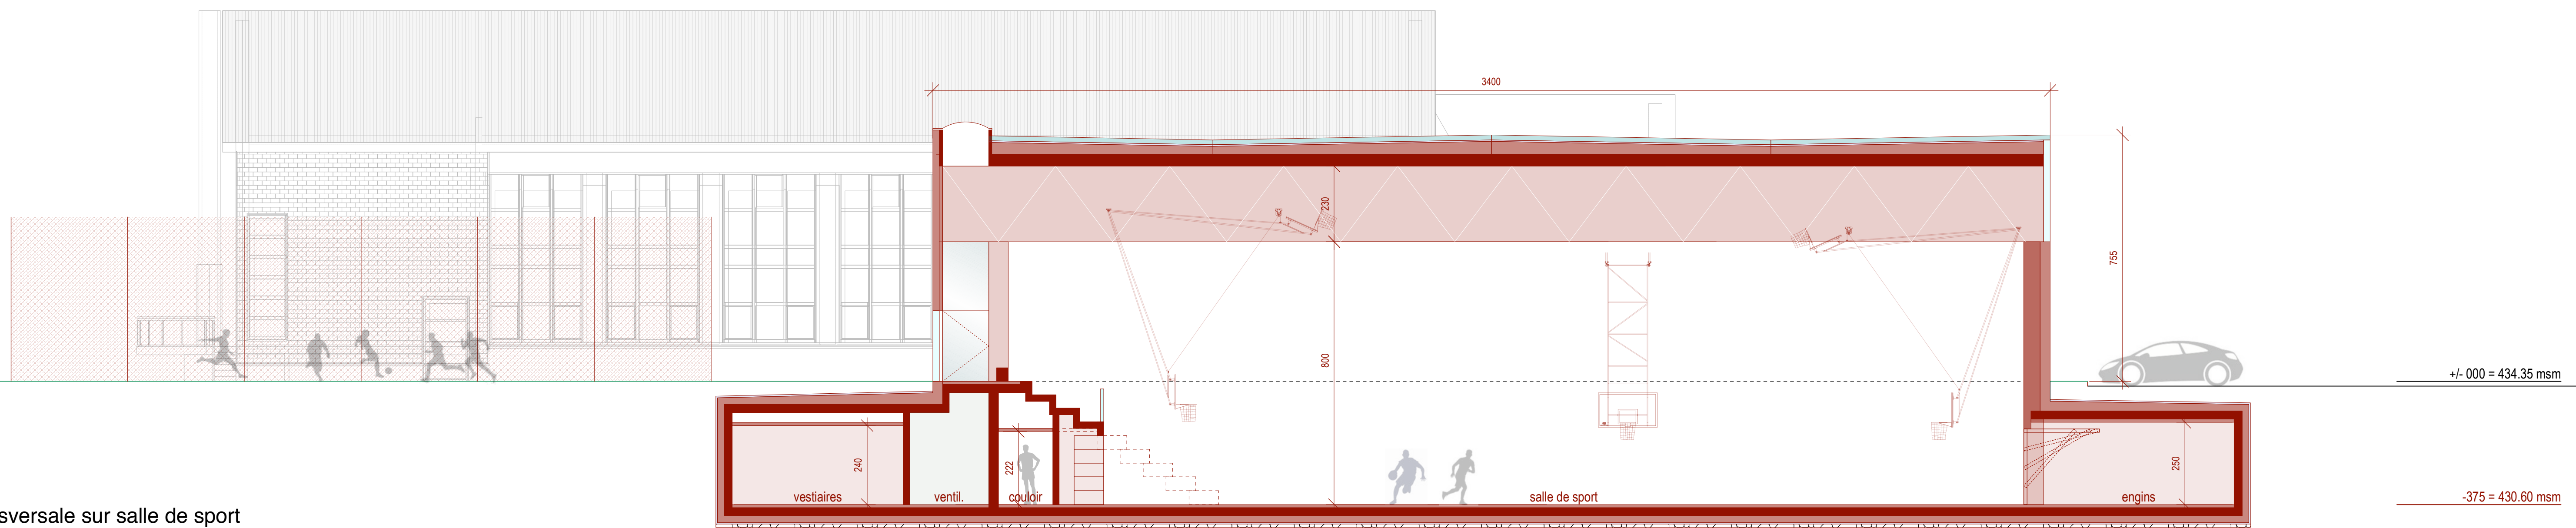 3400
230
755
800
+/- 000 = 434.35 msm
240
222
250
vestiaires
ventil.
couloir
salle de sport
engins
-375 = 430.60 msm
sversale sur salle de sport